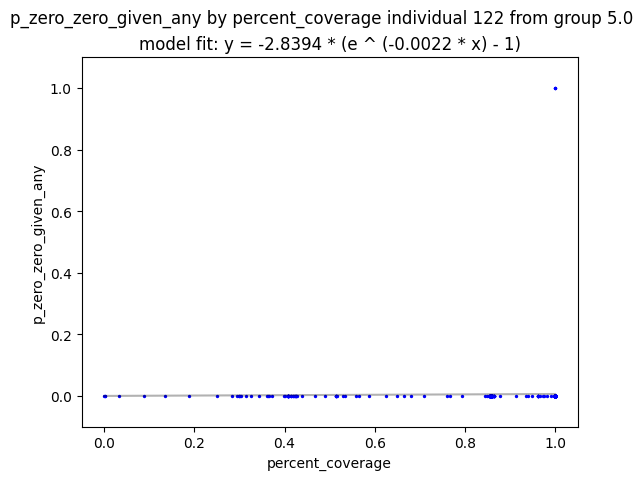 p_zero_zero_given_any by percent_coverage individual 122 from group 5.0
model fit: y = -2.8394 * (e ^ (-0.0022 * x) - 1)
1.0
0.8
0.6
0.4
0.2
0.0
p_zero_zero_given_any
0.0 0.2 0.4 0.6 0.8 1.0
percent_coverage